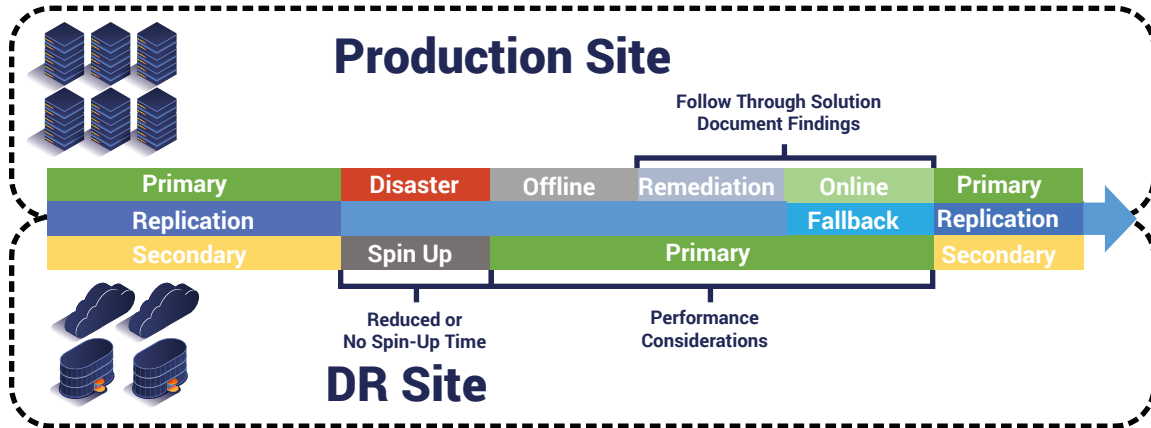 Production Site
Follow Through Solution
Document Findings
Primary Disaster Offline Remediation Online Primary
Replication Fallback Replication
Secondary Spin Up Primary Secondary
Reduced or
No Spin-Up Time
Performance
Considerations
DR Site